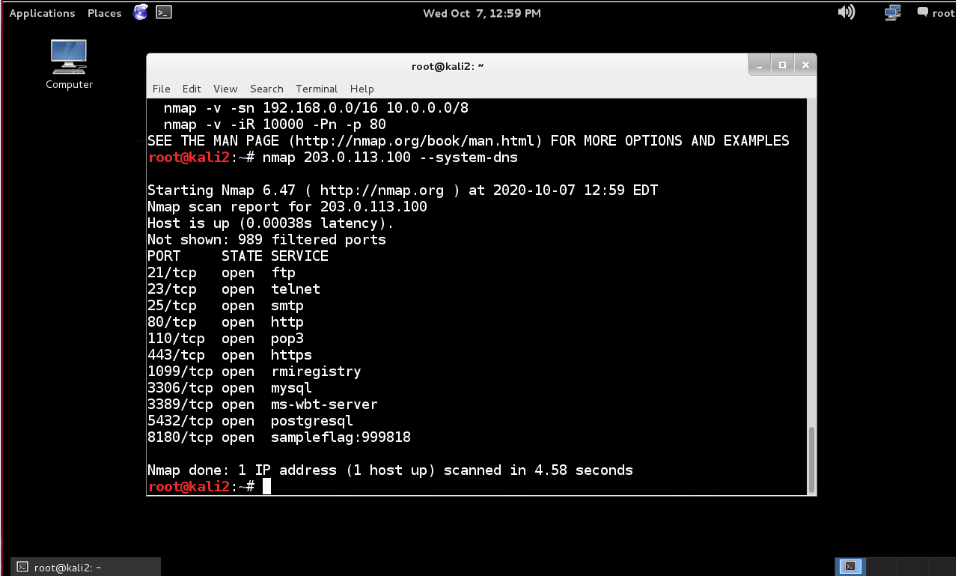 Applications Places Wed Oct 7, 12:59 PM root
Computer
root@kali2: ~
File Edit View Search Terminal Help
nmap -v -sn 192.168.0.0/16 10.0.0.0/8
nmap -v -iR 10000 -Pn -p 80
SEE THE MAN PAGE (http://nmap.org/book/man.html) FOR MORE OPTIONS AND EXAMPLES
root@kali2:~# nmap 203.0.113.100 --system-dns
Starting Nmap 6.47 ( http://nmap.org ) at 2020-10-07 12:59 EDT
Nmap scan report for 203.0.113.100
Host is up (0.00038s latency).
Not shown: 989 filtered ports
PORT STATE SERVICE
21/tcp open ftp
23/tcp open telnet
25/tcp open smtp
80/tcp open http
110/tcp open pop3
443/tcp open https
1099/tcp open rmiregistry
3306/tcp open mysql
3389/tcp open ms-wbt-server
5432/tcp open postgresql
8180/tcp open sampleflag:999818
Nmap done: 1 IP address (1 host up) scanned in 4.58 seconds
root@kali2:~#
root@kali2: ~